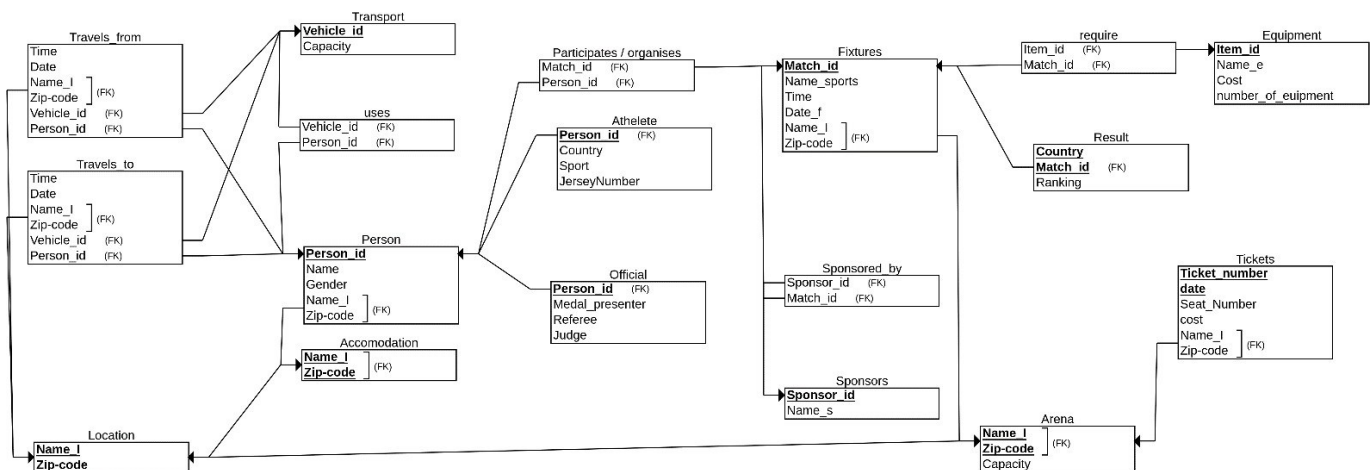 Travels_from
Time
Date
Name_l
Zip-code
(FK)
Vehicle_id (FK)
Person_id (FK)
Travels_to
Time
Date
Name_l
Zip-code
(FK)
Vehicle_id (FK)
Person_id (FK)
Location
Name_l
Zip-code
Transport
Vehicle_id
Capacity
uses
Vehicle_id (FK)
Person_id (FK)
Person
Person_id
Name
Gender
Name_l
Zip-code
(FK)
Accomodation
Name_l
Zip-code
(FK)
Participates / organises
Match_id (FK)
Person_id (FK)
Athelete
Person_id (FK)
Country
Sport
JerseyNumber
Official
Person_id (FK)
Medal_presenter
Referee
Judge
Fixtures
Match_id
Name_sports
Time
Date_f
Name_l
Zip-code
(FK)
Sponsored_by
Sponsor_id (FK)
Match_id (FK)
Sponsors
Sponsor_id
Name_s
require
Item_id (FK)
Match_id (FK)
Equipment
Item_id
Name_e
Cost
number_of_euipment
Result
Country
Match_id (FK)
Ranking
Tickets
Ticket_number
date
Seat_Number
cost
Name_l
Zip-code
(FK)
Arena
Name_l
Zip-code
(FK)
Capacity